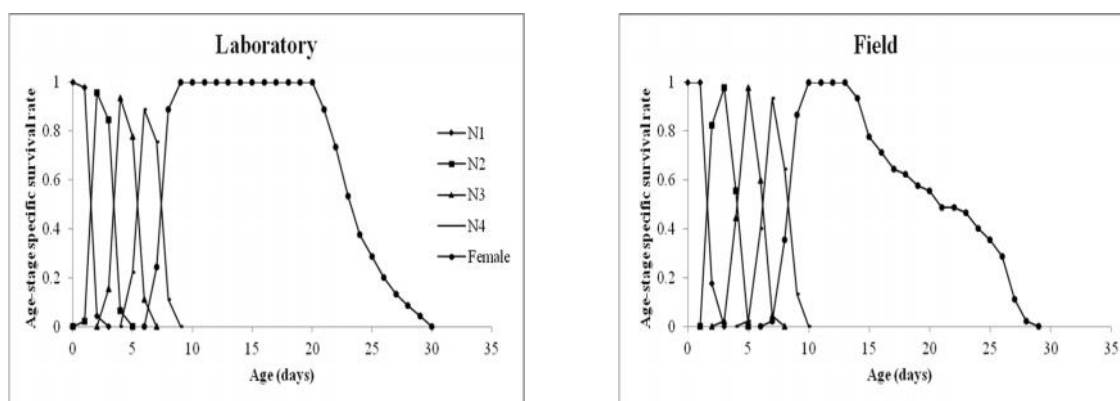 Laboratory
Age-stage specific survival rate
1
0.8
0.6
0.4
0.2
0
0 5 10 15 20 25 30 35
Age (days)
N1
N2
N3
N4
Female
Field
Age-stage specific survival rate
1
0.8
0.6
0.4
0.2
0
0 5 10 15 20 25 30 35
Age (days)